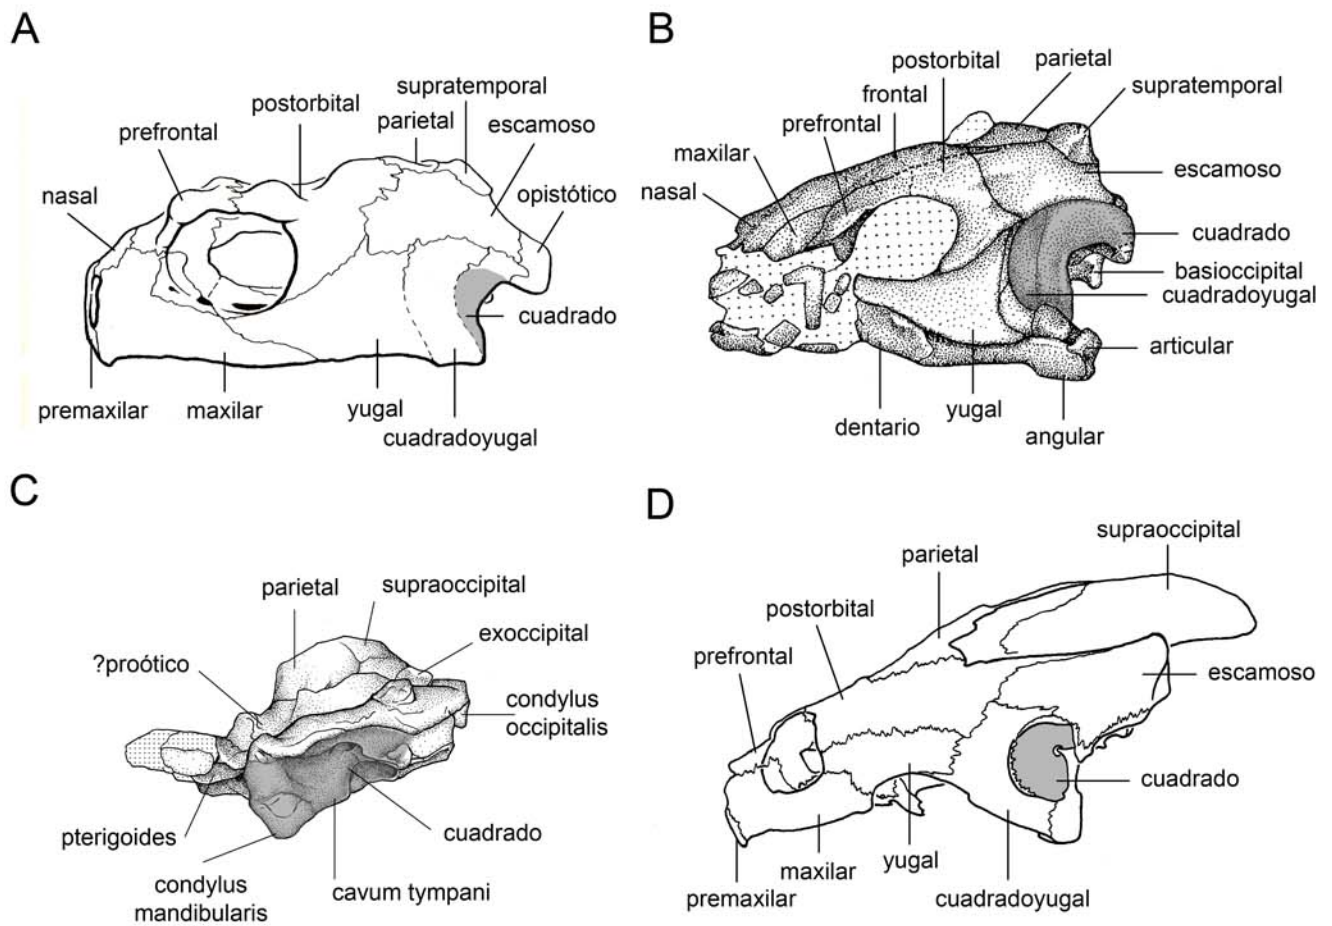 A
supratemporal
postorbital
parietal
escamoso
prefrontal
nasal
opistótico
cuadrado
premaxilar
maxilar
yugal
cuadradoyugal
B
postorbital
parietal
frontal
supratemporal
prefrontal
maxilar
escamoso
nasal
cuadrado
basioccipital
cuadradoyugal
articular
dentario
yugal
angular
C
parietal
supraoccipital
exoccipital
?proótico
condylus
occipitalis
pterigoides
cuadrado
condylus
mandibularis
cavum tympani
D
supraoccipital
parietal
postorbital
prefrontal
escamoso
cuadrado
yugal
maxilar
premaxilar
cuadradoyugal